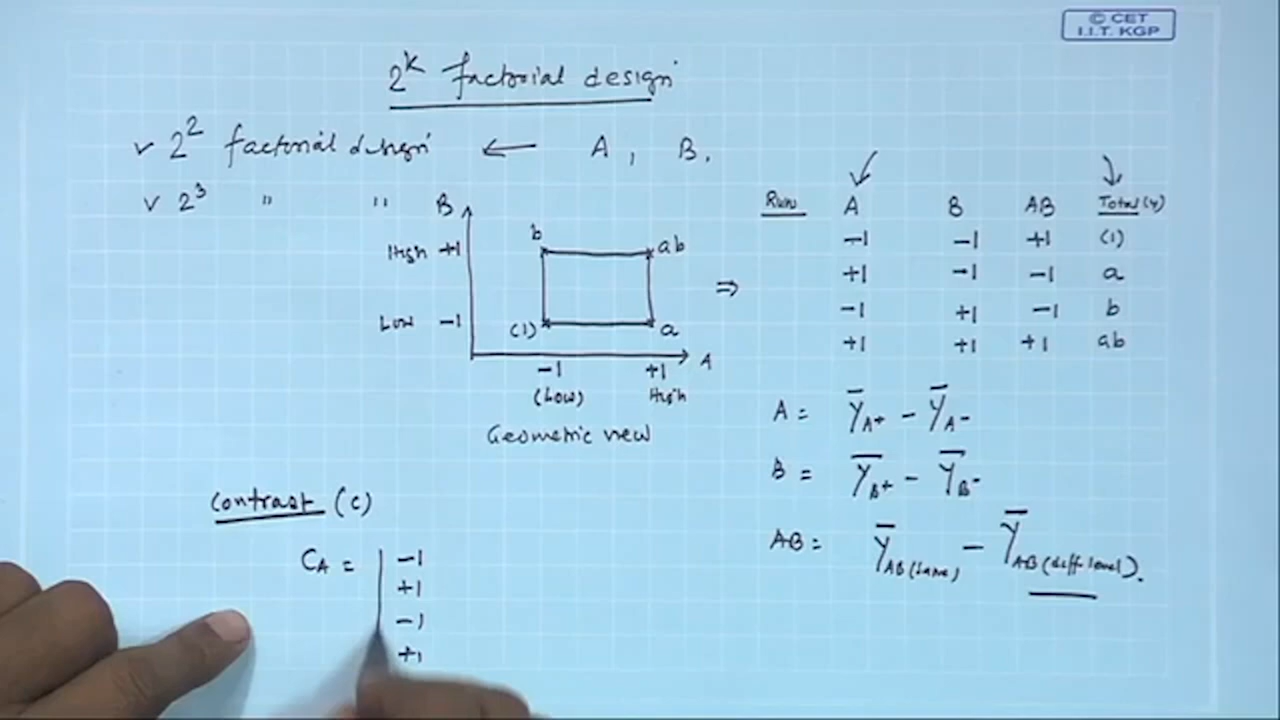 © CET
I.I.T. KGP
2^k factorial design
✓ 2^2 factorial design ← A, B.
✓ 2^3 " "
B
High +1
Low -1
b
ab
(1)
a
-1
+1
A
(Low)
High
Geometric view
⇒
Run A B AB Total (y)
-1 -1 +1 (1)
+1 -1 -1 a
-1 +1 -1 b
+1 +1 +1 ab
A = ȳA+ - ȳA-
B = ȳB+ - ȳB-
AB = ȳAB(same) - ȳAB(diff level).
Contrast (C)
CA =
-1
+1
-1
+1